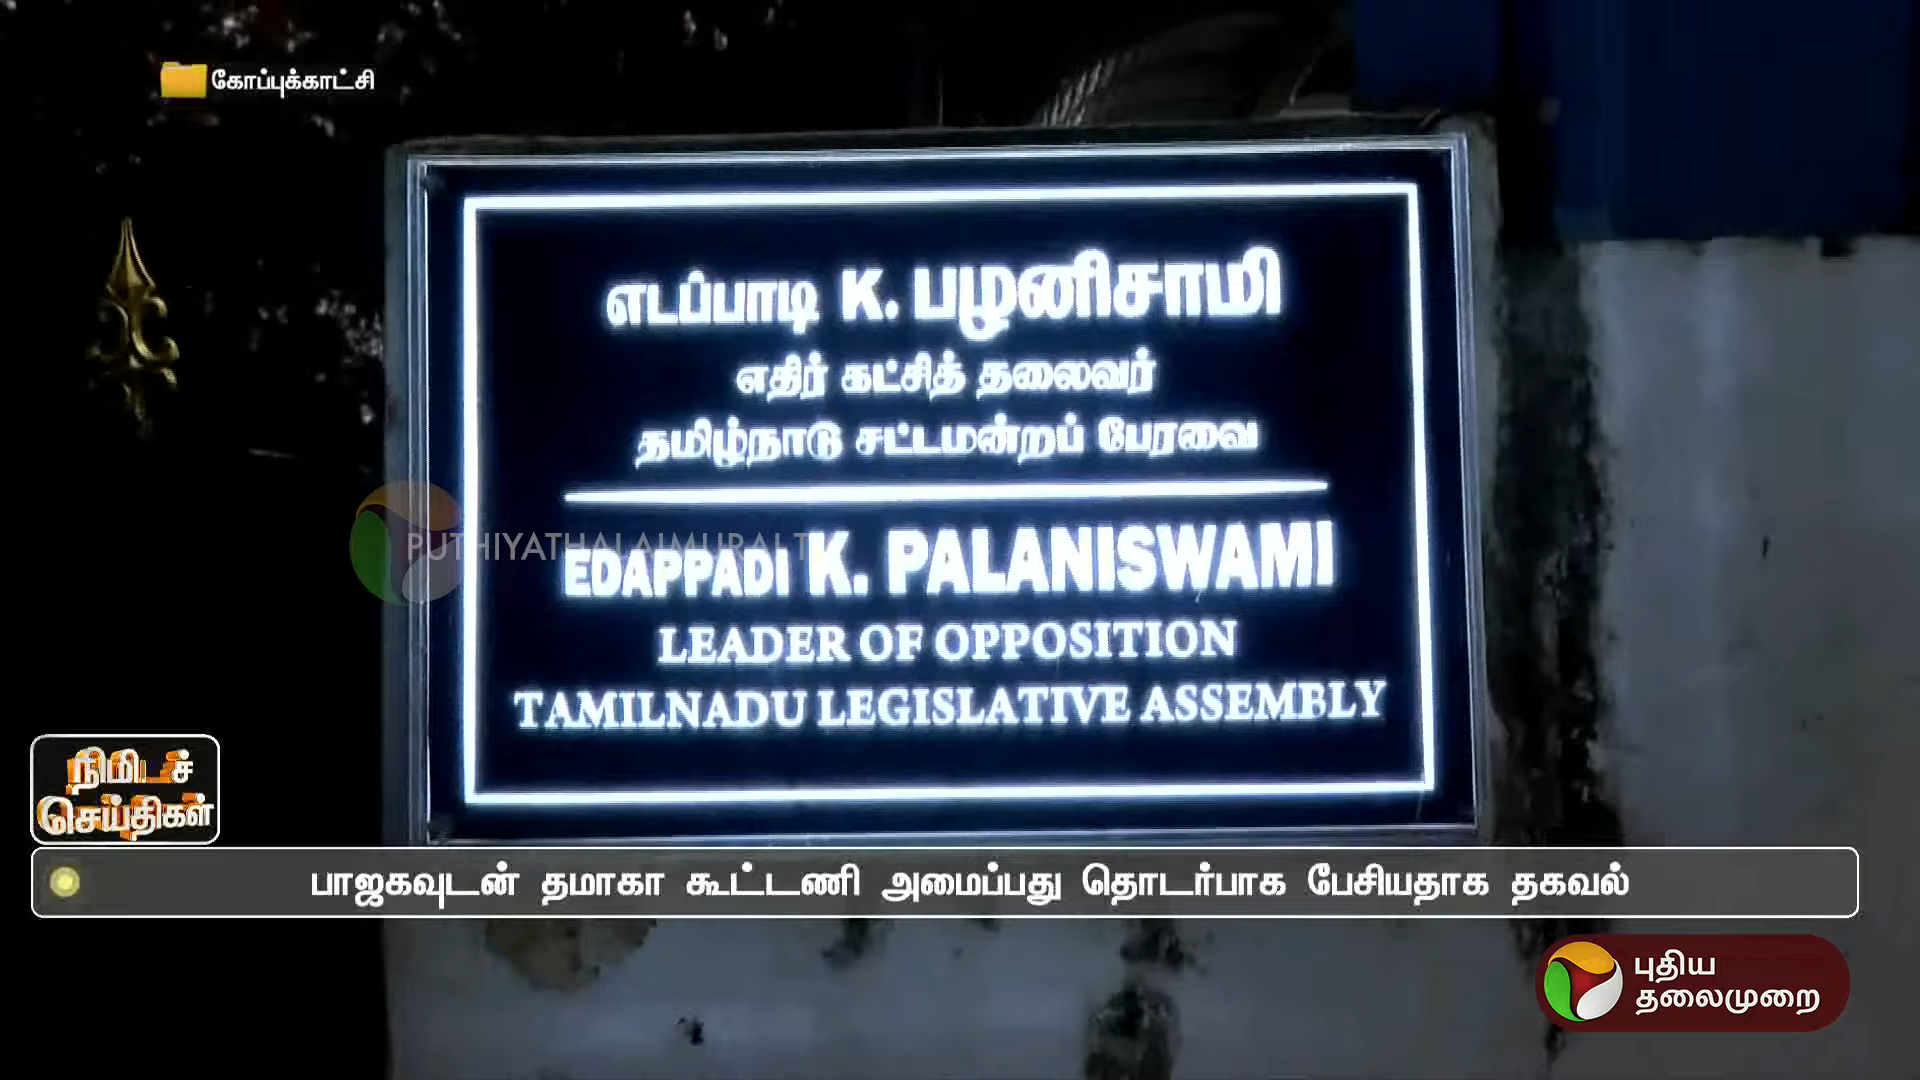 கோப்புக்காட்சி
எடப்பாடி K. பழனிசாமி
எதிர் கட்சித் தலைவர்
தமிழ்நாடு சட்டமன்றப் பேரவை
PUTHIYATHALAIMURAI T
EDAPPADI K. PALANISWAMI
LEADER OF OPPOSITION
TAMILNADU LEGISLATIVE ASSEMBLY
நிமிடச்
செய்திகள்
பாஜகவுடன் தமாகா கூட்டணி அமைப்பது தொடர்பாக பேசியதாக தகவல்
புதிய
தலைமுறை